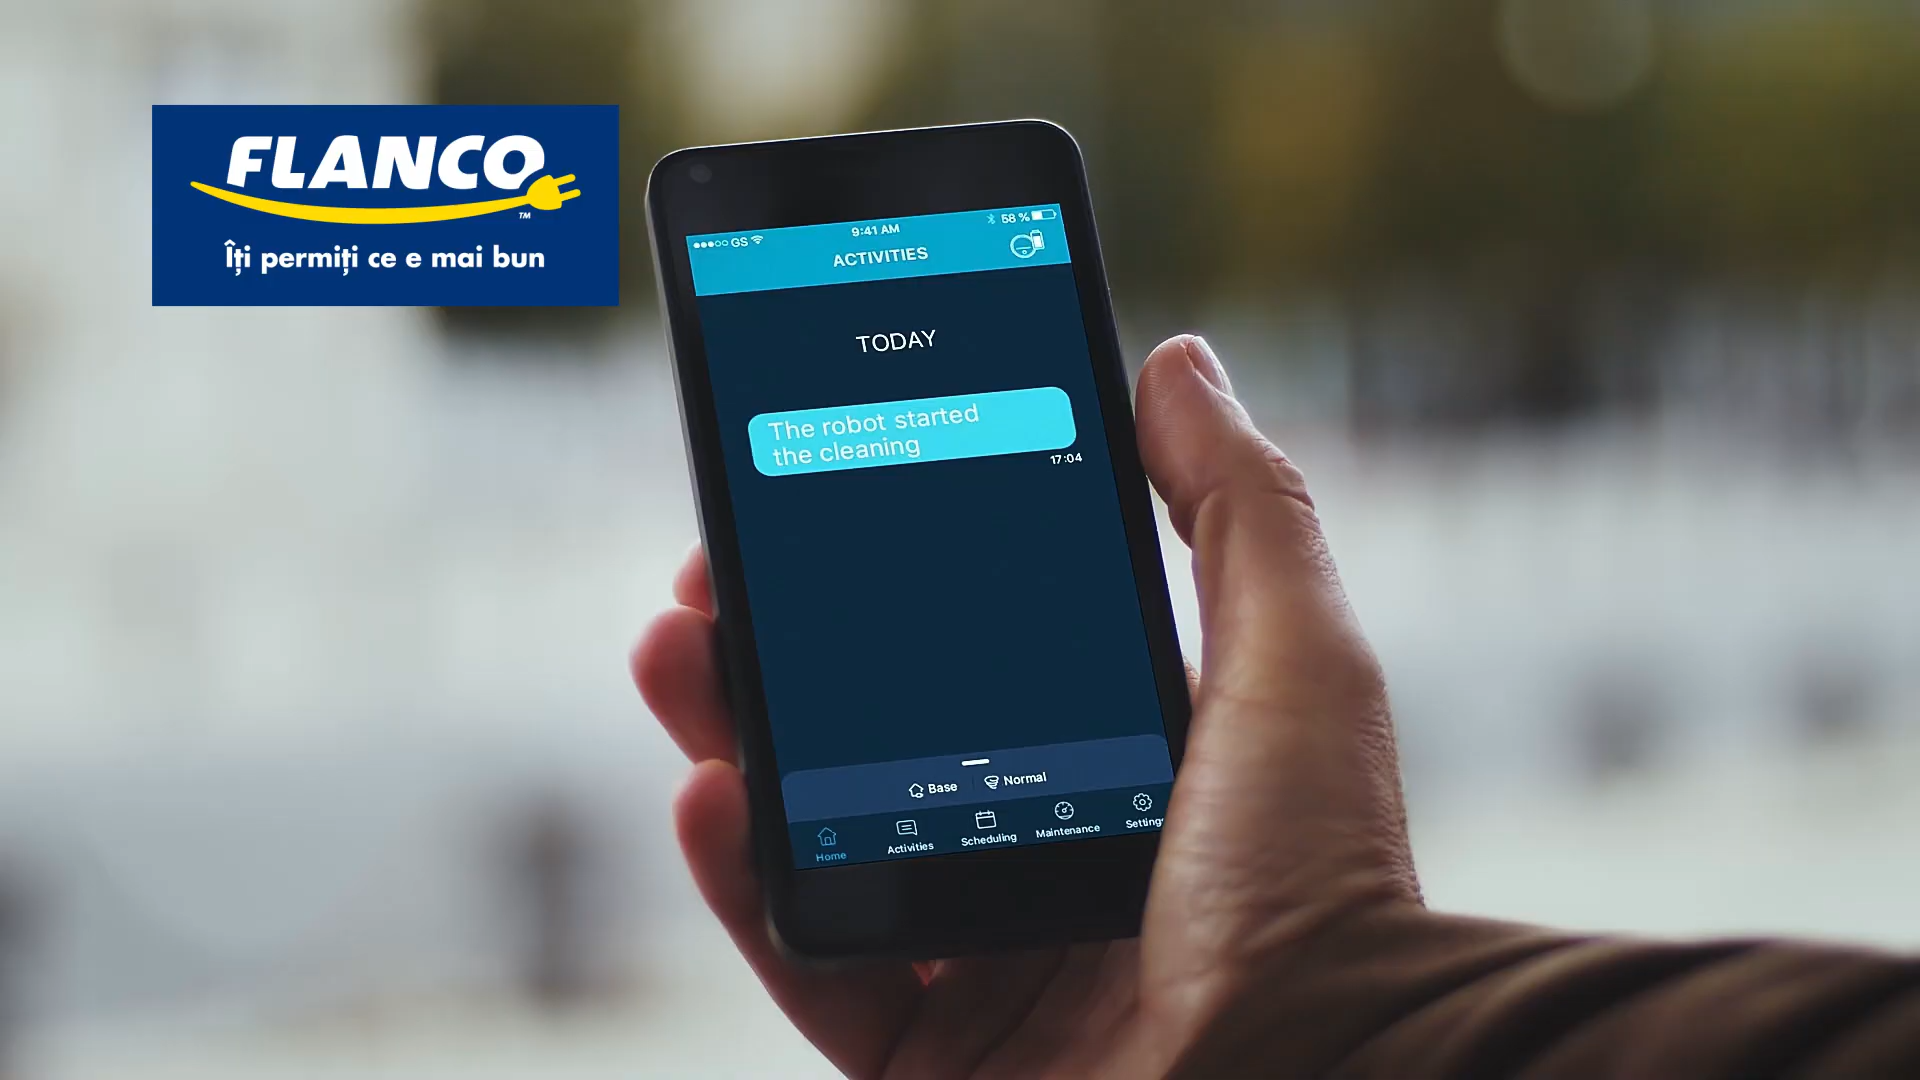 FLANCO
TM
Îți permiți ce e mai bun
GS
9:41 AM
58 %
ACTIVITIES
TODAY
The robot started
the cleaning
17:04
Base
Normal
Home
Activities
Scheduling
Maintenance
Settings